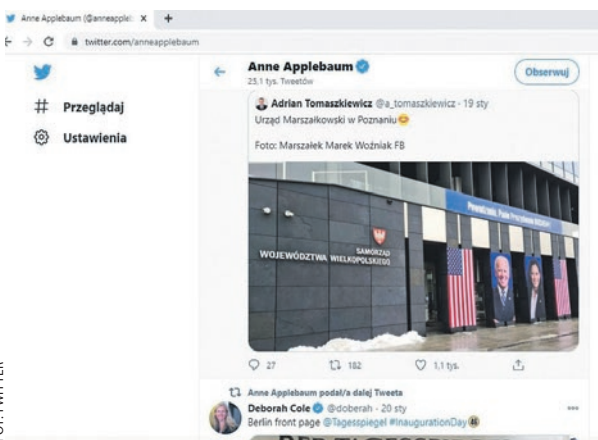 Anne Applebaum (@anneapple
twitter.com/anneapplebaum
Przeglądaj
Ustawienia
Anne Applebaum
25,1 tys. Tweetów
Obserwuj
Adrian Tomaszkiewicz @a_tomaszkiewicz · 19 sty
Urząd Marszałkowski w Poznaniu
Foto: Marszałek Marek Woźniak FB
SAMORZĄD
WOJEWÓDZTWA WIELKOPOLSKIEGO
27 182 1,1 tys.
Anne Applebaum podał/a dalej Tweeta
Deborah Cole @doberah · 20 sty
Berlin front page @Tagesspiegel #InaugurationDay
TWITTER